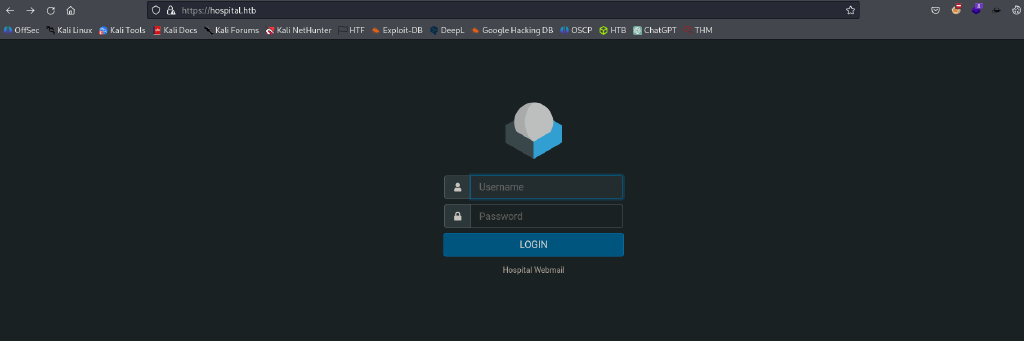 https://hospital.htb
OffSec Kali Linux Kali Tools Kali Docs Kali Forums Kali NetHunter HTF Exploit-DB DeepL Google Hacking DB OSCP HTB ChatGPT THM
Username
Password
LOGIN
Hospital Webmail